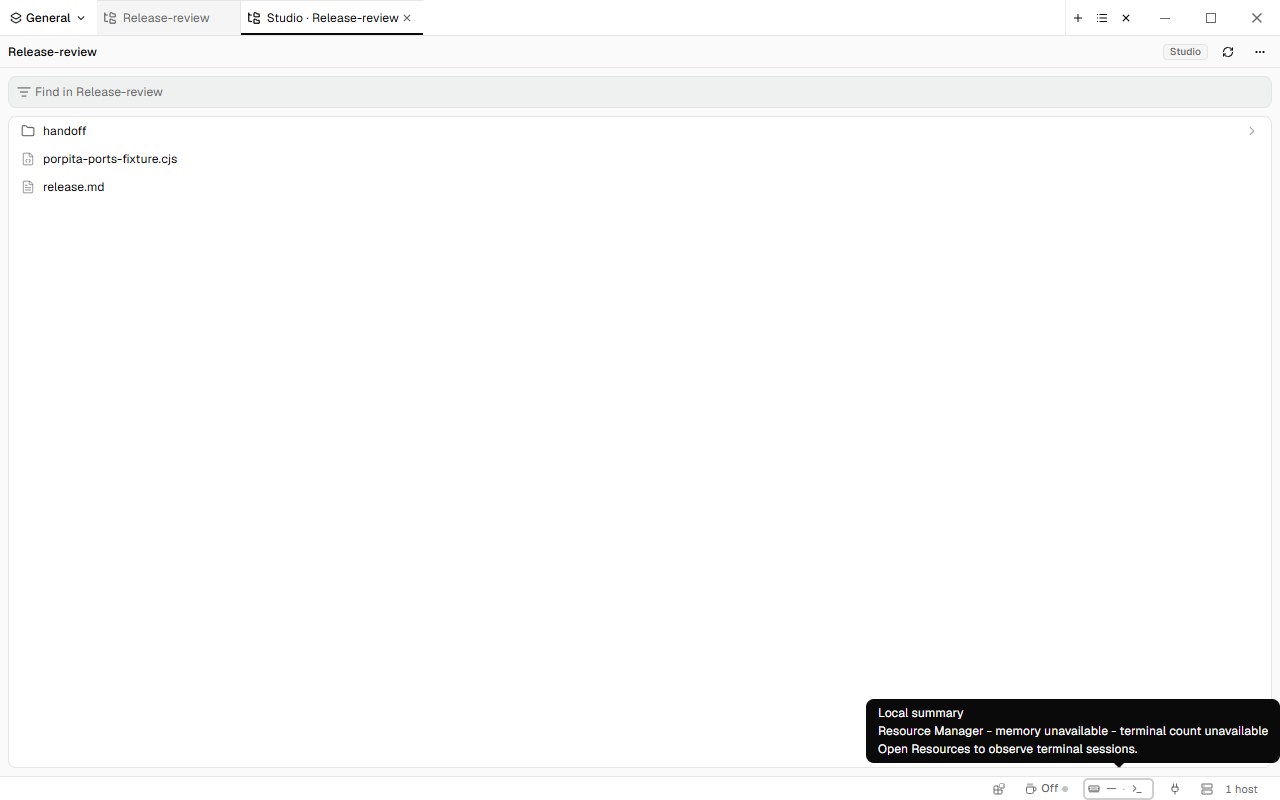 General
Release-review
Studio · Release-review
Release-review
Studio
Find in Release-review
handoff
porpita-ports-fixture.cjs
release.md
Local summary
Resource Manager - memory unavailable - terminal count unavailable
Open Resources to observe terminal sessions.
Off
— ·
1 host